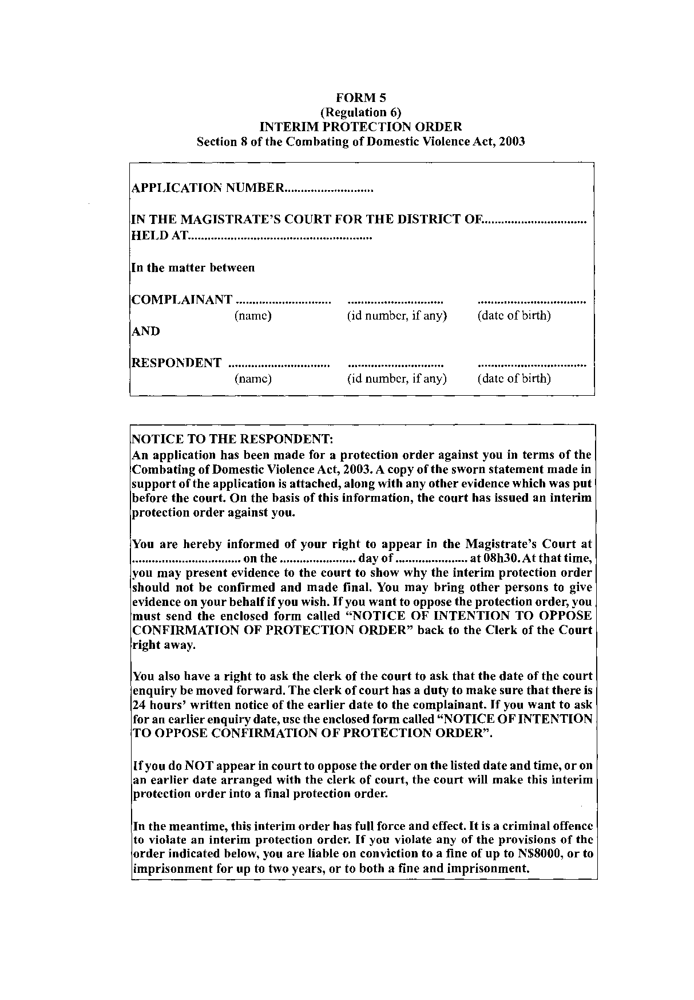 FORM 5
(Regulation 6)
INTERIM PROTECTION ORDER
Section 8 of the Combating of Domestic Violence Act, 2003
APPLICATION NUMBER...........................
IN THE MAGISTRATE'S COURT FOR THE DISTRICT OF................................
HELD AT........................................................
In the matter between
COMPLAINANT ............................. ............................. .................................
(name) (id number, if any) (date of birth)
AND
RESPONDENT ............................... ............................. .................................
(name) (id number, if any) (date of birth)
NOTICE TO THE RESPONDENT:
An application has been made for a protection order against you in terms of the
Combating of Domestic Violence Act, 2003. A copy of the sworn statement made in
support of the application is attached, along with any other evidence which was put
before the court. On the basis of this information, the court has issued an interim
protection order against you.
You are hereby informed of your right to appear in the Magistrate's Court at
................................. on the ....................... day of ...................... at 08h30. At that time,
you may present evidence to the court to show why the interim protection order
should not be confirmed and made final. You may bring other persons to give
evidence on your behalf if you wish. If you want to oppose the protection order, you
must send the enclosed form called “NOTICE OF INTENTION TO OPPOSE
CONFIRMATION OF PROTECTION ORDER” back to the Clerk of the Court
right away.
You also have a right to ask the clerk of the court to ask that the date of the court
enquiry be moved forward. The clerk of court has a duty to make sure that there is
24 hours' written notice of the earlier date to the complainant. If you want to ask
for an earlier enquiry date, use the enclosed form called “NOTICE OF INTENTION
TO OPPOSE CONFIRMATION OF PROTECTION ORDER”.
If you do NOT appear in court to oppose the order on the listed date and time, or on
an earlier date arranged with the clerk of court, the court will make this interim
protection order into a final protection order.
In the meantime, this interim order has full force and effect. It is a criminal offence
to violate an interim protection order. If you violate any of the provisions of the
order indicated below, you are liable on conviction to a fine of up to N$8000, or to
imprisonment for up to two years, or to both a fine and imprisonment.